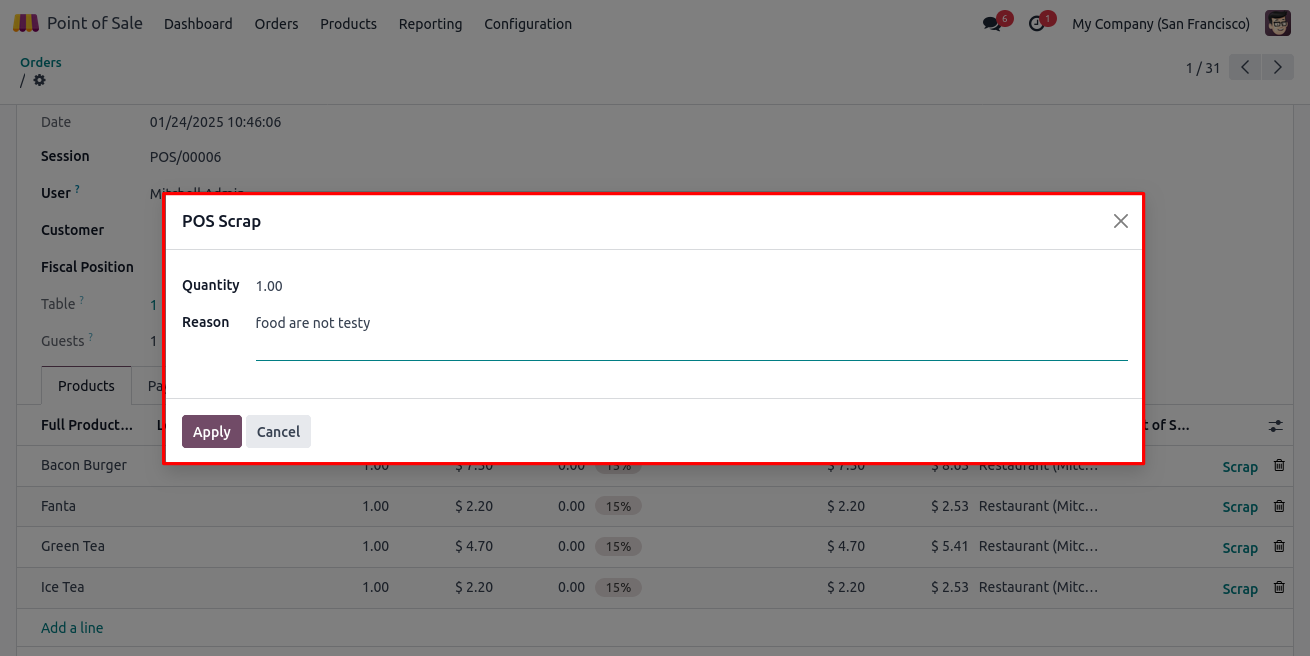 Point of Sale Dashboard Orders Products Reporting Configuration 6 1 My Company (San Francisco)
Orders
/ 1 / 31
Date 01/24/2025 10:46:06
Session POS/00006
User ? Mitchell Admin
POS Scrap
Customer
Fiscal Position
Quantity 1.00
Table ? 1
Reason food are not testy
Guests ? 1
Products
Full Product... of S...
Apply Cancel
Bacon Burger 1.00 $ 7.50 0.00 15% $ 7.50 $ 8.63 Restaurant (Mitc... Scrap
Fanta 1.00 $ 2.20 0.00 15% $ 2.20 $ 2.53 Restaurant (Mitc... Scrap
Green Tea 1.00 $ 4.70 0.00 15% $ 4.70 $ 5.41 Restaurant (Mitc... Scrap
Ice Tea 1.00 $ 2.20 0.00 15% $ 2.20 $ 2.53 Restaurant (Mitc... Scrap
Add a line